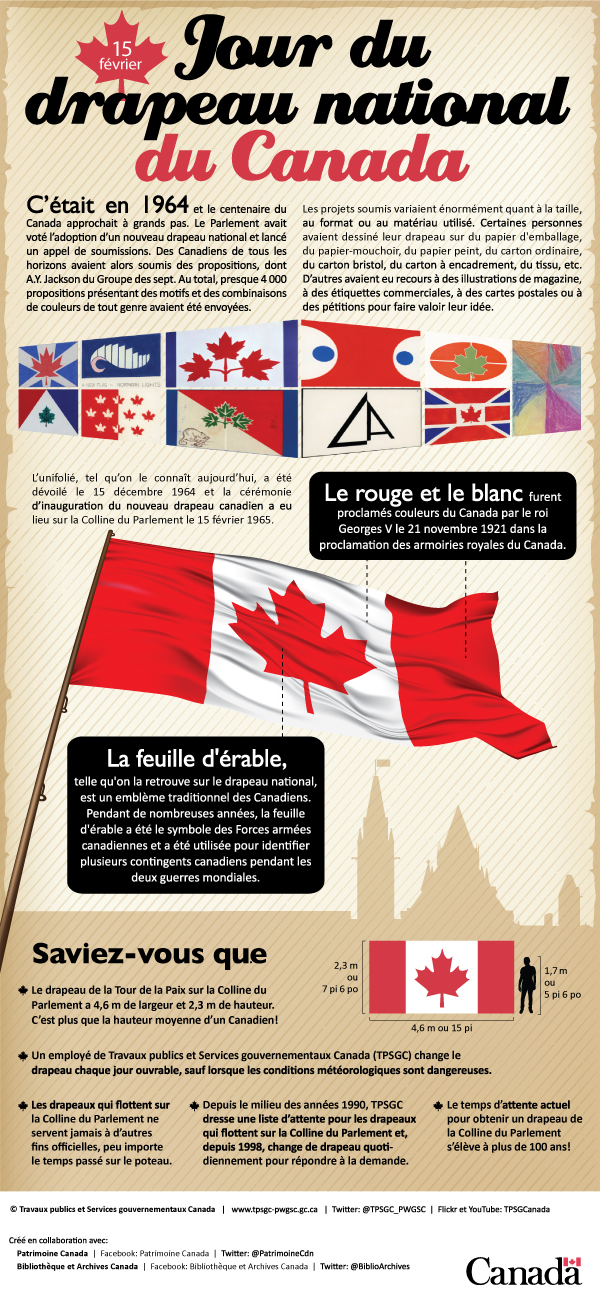 15
février
Jour du
drapeau national
du Canada
C'était en 1964 et le centenaire du
Canada approchait à grands pas. Le Parlement avait
voté l'adoption d'un nouveau drapeau national et lancé
un appel de soumissions. Des Canadiens de tous les
horizons avaient alors soumis des propositions, dont
A.Y. Jackson du Groupe des sept. Au total, presque 4 000
propositions présentant des motifs et des combinaisons
de couleurs de tout genre avaient été envoyées.
Les projets soumis variaient énormément quant à la taille,
au format ou au matériau utilisé. Certaines personnes
avaient dessiné leur drapeau sur du papier d'emballage,
du papier-mouchoir, du papier peint, du carton ordinaire,
du carton bristol, du carton à encadrement, du tissu, etc.
D'autres avaient eu recours à des illustrations de magazine,
à des étiquettes commerciales, à des cartes postales ou à
des pétitions pour faire valoir leur idée.
NEW FLAG - NORTHERN LIGHTS
L'unifolié, tel qu'on le connaît aujourd'hui, a été
dévoilé le 15 décembre 1964 et la cérémonie
d'inauguration du nouveau drapeau canadien a eu
lieu sur la Colline du Parlement le 15 février 1965.
Le rouge et le blanc furent
proclamés couleurs du Canada par le roi
Georges V le 21 novembre 1921 dans la
proclamation des armoiries royales du Canada.
La feuille d'érable,
telle qu'on la retrouve sur le drapeau national,
est un emblème traditionnel des Canadiens.
Pendant de nombreuses années, la feuille
d'érable a été le symbole des Forces armées
canadiennes et a été utilisée pour identifier
plusieurs contingents canadiens pendant les
deux guerres mondiales.
Saviez-vous que
Le drapeau de la Tour de la Paix sur la Colline du
Parlement a 4,6 m de largeur et 2,3 m de hauteur.
C'est plus que la hauteur moyenne d'un Canadien!
2,3 m
ou
7 pi 6 po
1,7 m
ou
5 pi 6 po
4,6 m ou 15 pi
Un employé de Travaux publics et Services gouvernementaux Canada (TPSGC) change le
drapeau chaque jour ouvrable, sauf lorsque les conditions météorologiques sont dangereuses.
Les drapeaux qui flottent sur
la Colline du Parlement ne
servent jamais à d'autres
fins officielles, peu importe
le temps passé sur le poteau.
Depuis le milieu des années 1990, TPSGC
dresse une liste d'attente pour les drapeaux
qui flottent sur la Colline du Parlement et,
depuis 1998, change de drapeau quoti-
diennement pour répondre à la demande.
Le temps d'attente actuel
pour obtenir un drapeau de
la Colline du Parlement
s'élève à plus de 100 ans!
© Travaux publics et Services gouvernementaux Canada | www.tpsgc-pwgsc.gc.ca | Twitter: @TPSGC_PWGSC | Flickr et YouTube: TPSGCanada
Créé en collaboration avec:
Patrimoine Canada | Facebook: Patrimoine Canada | Twitter: @PatrimoineCdn
Bibliothèque et Archives Canada | Facebook: Bibliothèque et Archives Canada | Twitter: @BiblioArchives
Canada